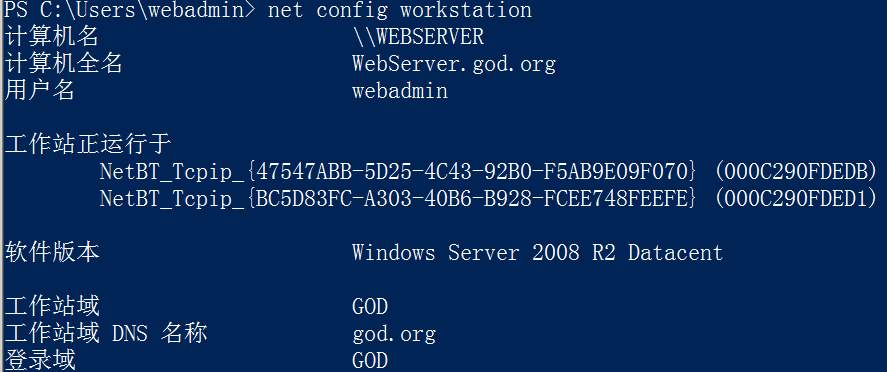 PS C:\Users\webadmin> net config workstation
计算机名 \\WEBSERVER
计算机全名 WebServer.god.org
用户名 webadmin
工作站正运行于
NetBT_Tcpip_{47547ABB-5D25-4C43-92B0-F5AB9E09F070} (000C290FDEDB)
NetBT_Tcpip_{BC5D83FC-A303-40B6-B928-FCEE748FEEFE} (000C290FDED1)
软件版本 Windows Server 2008 R2 Datacent
工作站域 GOD
工作站域 DNS 名称 god.org
登录域 GOD